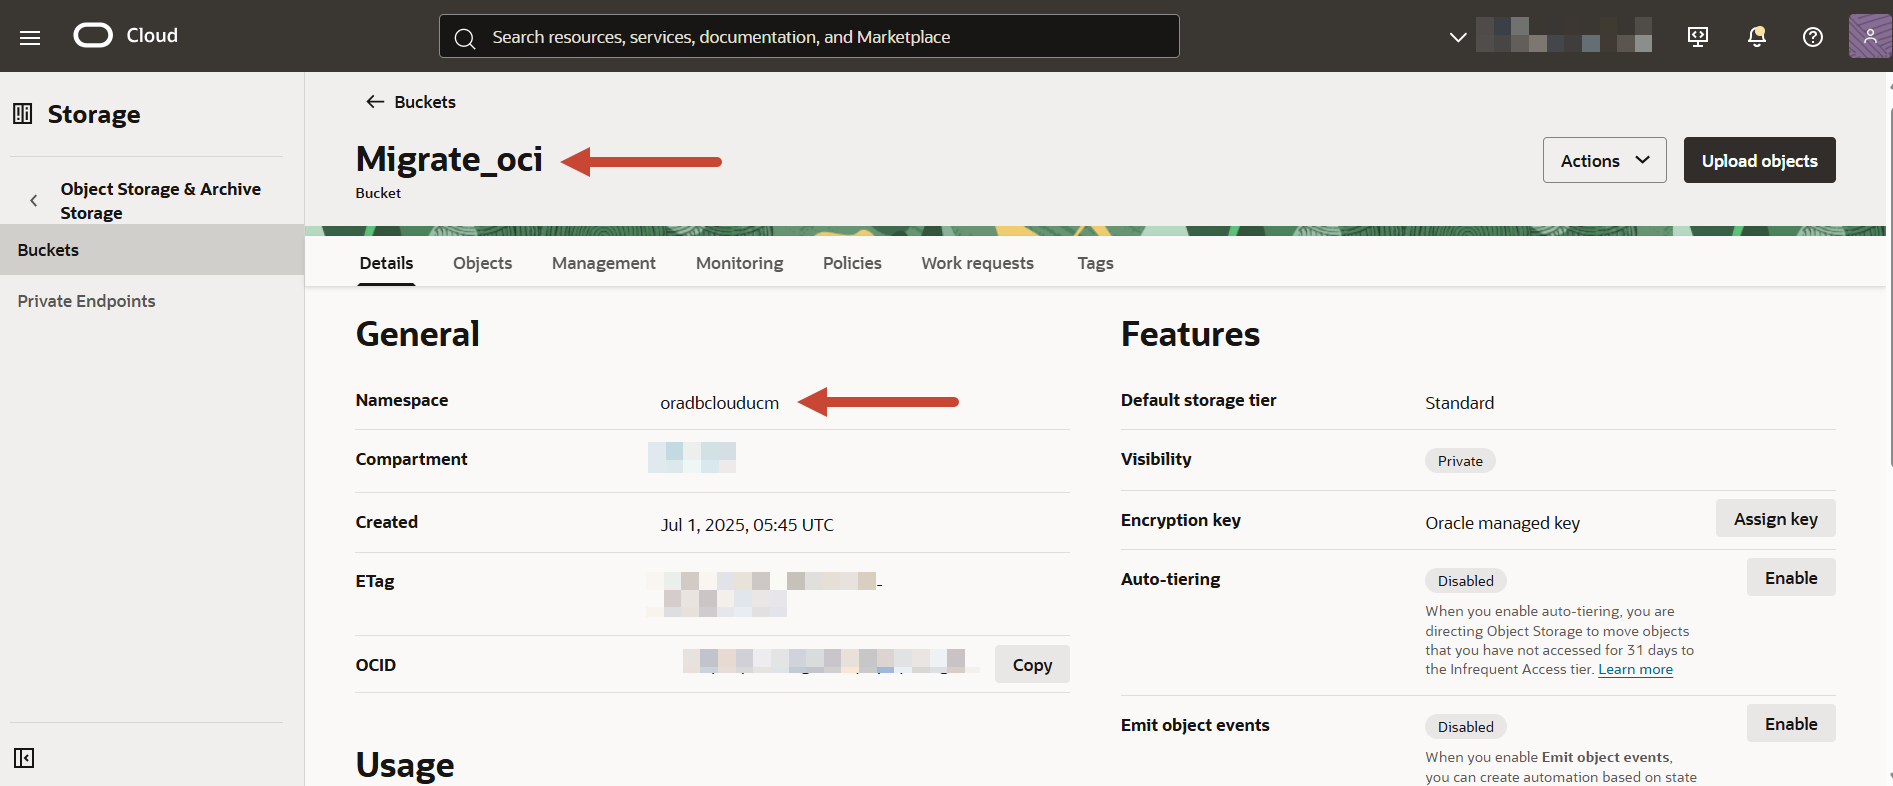 Cloud
Search resources, services, documentation, and Marketplace
Storage
Object Storage & Archive
Storage
Buckets
Private Endpoints
Buckets
Migrate_oci
Bucket
Actions
Upload objects
Details
Objects
Management
Monitoring
Policies
Work requests
Tags
General
Namespace
oradbclouducm
Compartment
Created
Jul 1, 2025, 05:45 UTC
ETag
OCID
Copy
Usage
Features
Default storage tier
Standard
Visibility
Private
Encryption key
Oracle managed key
Assign key
Auto-tiering
Disabled
Enable
When you enable auto-tiering, you are
directing Object Storage to move objects
that you have not accessed for 31 days to
the Infrequent Access tier. Learn more
Emit object events
Disabled
Enable
When you enable Emit object events,
you can create automation based on state